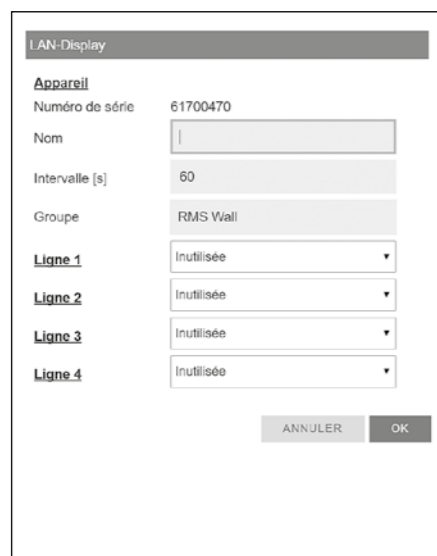 LAN-Display
Appareil
Numéro de série 61700470
Nom
Intervalle [s] 60
Groupe RMS Wall
Ligne 1 Inutilisée
Ligne 2 Inutilisée
Ligne 3 Inutilisée
Ligne 4 Inutilisée
ANNULER OK